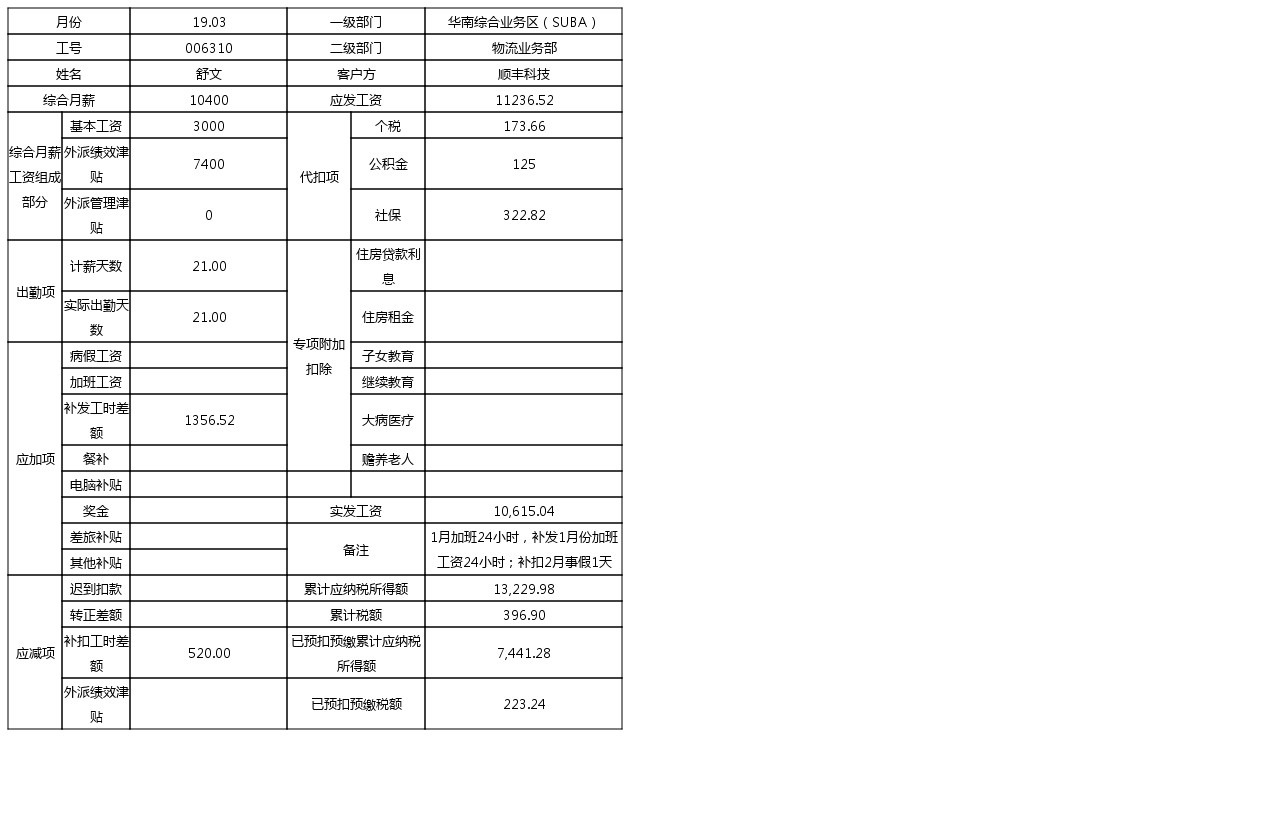 月份 19.03 一级部门 华南综合业务区（SUBA）
工号 006310 二级部门 物流业务部
姓名 舒文 客户方 顺丰科技
综合月薪 10400 应发工资 11236.52
综合月薪
工资组成
部分
基本工资 3000
代扣项
个税 173.66
外派绩效津
贴
7400
公积金 125
外派管理津
贴
0
社保 322.82
出勤项
计薪天数 21.00
专项附加
扣除
住房贷款利
息
实际出勤天
数
21.00
住房租金
应加项
病假工资
子女教育
加班工资
继续教育
补发工时差
额
1356.52
大病医疗
餐补
赡养老人
电脑补贴
奖金
实发工资 10,615.04
差旅补贴
备注
1月加班24小时，补发1月份加班
工资24小时；补扣2月事假1天
其他补贴
应减项
迟到扣款
累计应纳税所得额 13,229.98
转正差额
累计税额 396.90
补扣工时差
额
520.00
已预扣预缴累计应纳税
所得额
7,441.28
外派绩效津
贴
已预扣预缴税额 223.24